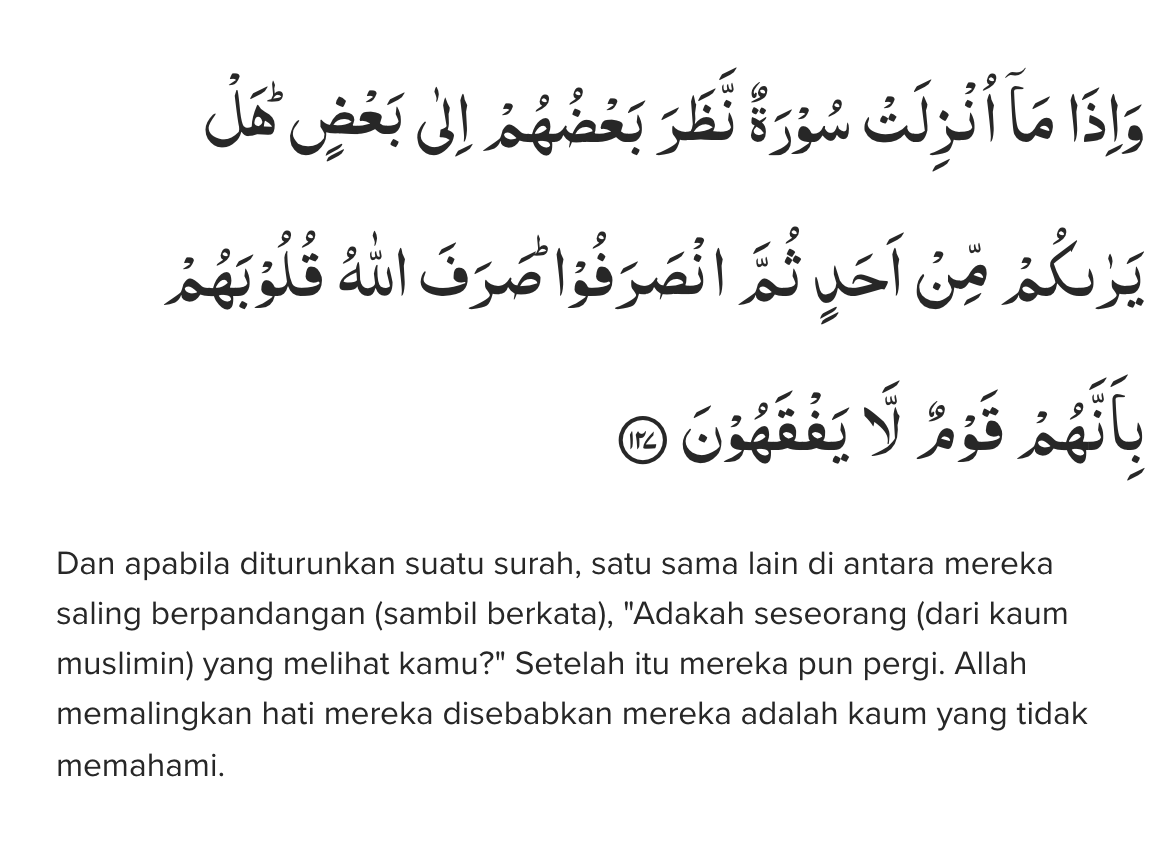 وَاِذَا مَآ اُنْزِلَتْ سُوْرَةٌ نَّظَرَ بَعْضُهُمْ اِلٰى بَعْضٍۗ هَلْ
يَرٰىكُمْ مِّنْ اَحَدٍ ثُمَّ انْصَرَفُوْاۗ صَرَفَ اللّٰهُ قُلُوْبَهُمْ
بِاَنَّهُمْ قَوْمٌ لَّا يَفْقَهُوْنَ ١٢٧
Dan apabila diturunkan suatu surah, satu sama lain di antara mereka
saling berpandangan (sambil berkata), "Adakah seseorang (dari kaum
muslimin) yang melihat kamu?" Setelah itu mereka pun pergi. Allah
memalingkan hati mereka disebabkan mereka adalah kaum yang tidak
memahami.